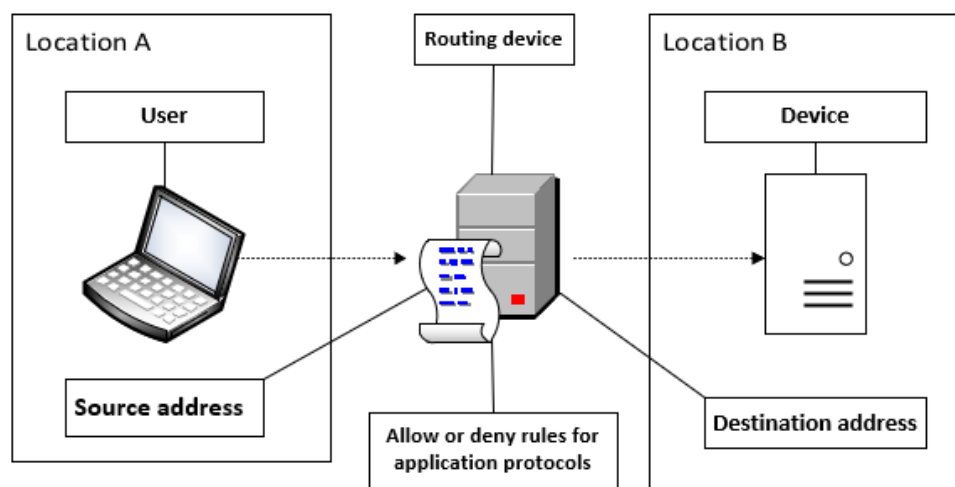 Location A
Routing device
Location B
User
Device
Source address
Allow or deny rules for
application protocols
Destination address